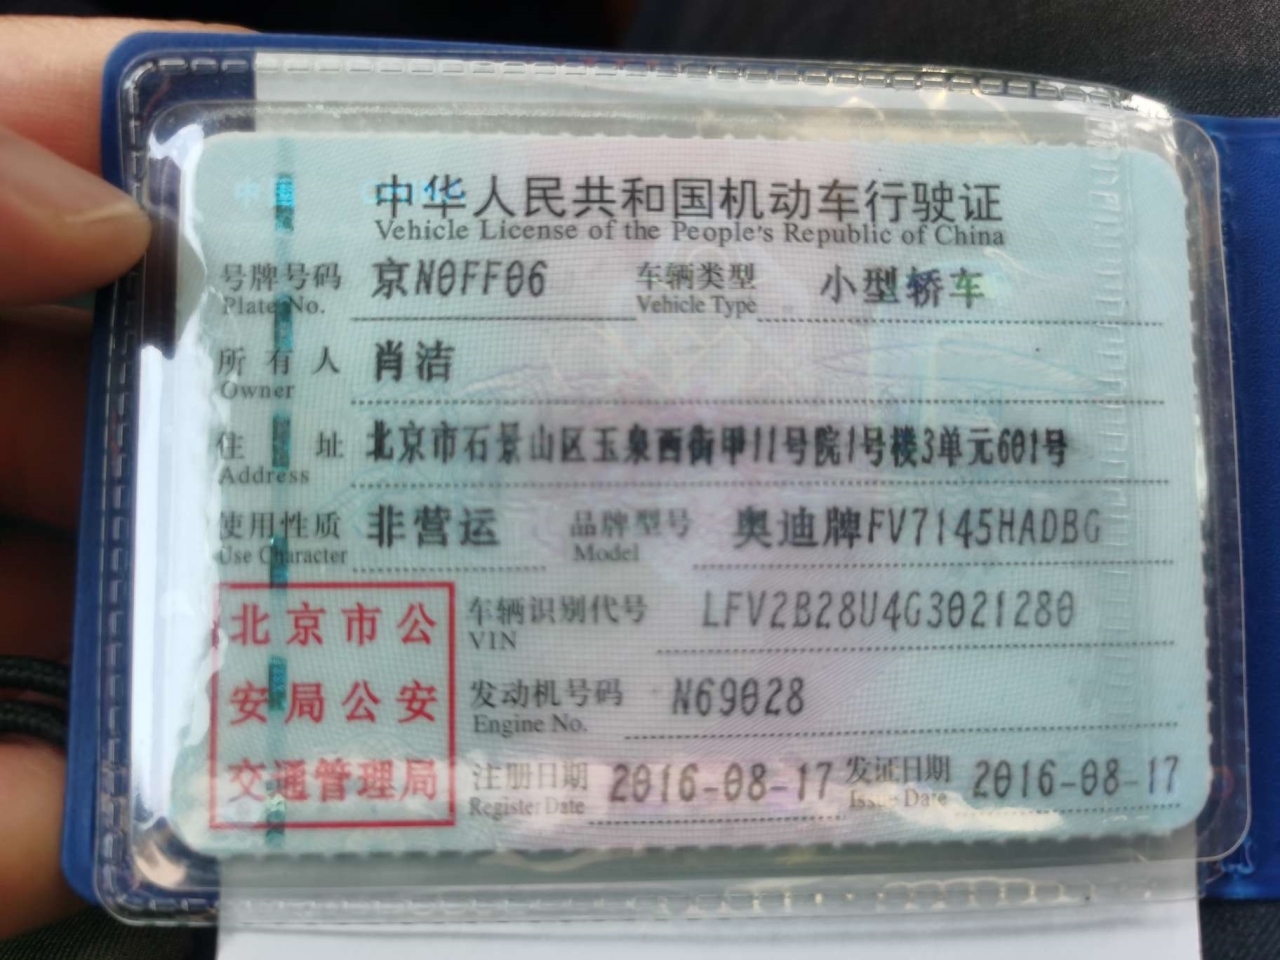 中华人民共和国机动车行驶证
Vehicle License of the People's Republic of China
号牌号码 京N0FF06 车辆类型 小型轿车
Plate No. Vehicle Type
所有人 肖洁
Owner
住址 北京市石景山区玉泉西街甲11号院1号楼3单元601号
Address
使用性质 非营运 品牌型号 奥迪牌FV7145HADBG
Use Character Model
北京市公
安局公安
交通管理局
车辆识别代号 LFV2B28U4G3021280
VIN
发动机号码 N69028
Engine No.
注册日期 2016-08-17 发证日期 2016-08-17
Register Date Issue Date